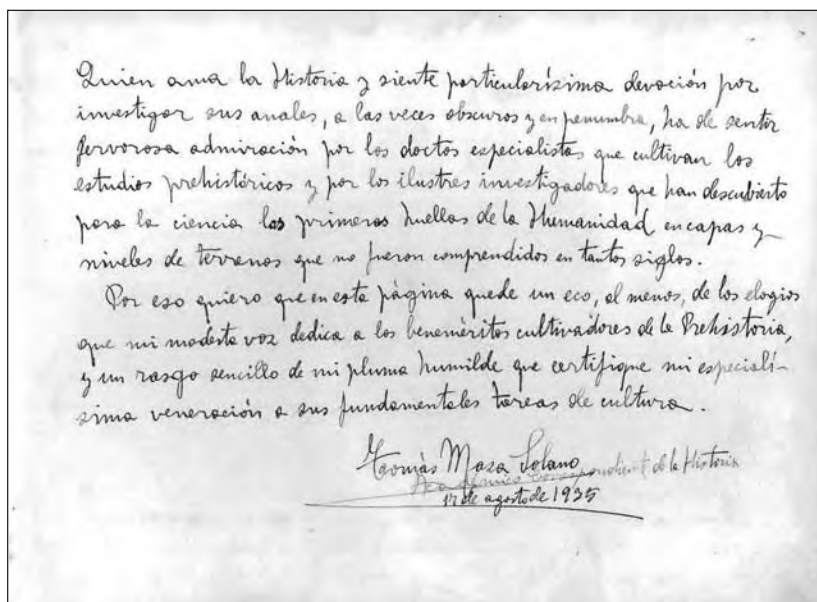 Quien ama la Historia y siente particularísima devoción por
investigar sus anales, a las veces obscuros y en penumbra, ha de sentir
fervorosa admiración por los doctos especialistas que cultivan los
estudios prehistóricos y por los ilustres investigadores que han descubierto
para la ciencia las primeras huellas de la Humanidad en capas y
niveles de terrenos que no fueron comprendidos en tantos siglos.
Por eso quiero que en esta página quede un eco, al menos, de los elogios
que mi modesta voz dedica a los beneméritos cultivadores de la Prehistoria,
y un rasgo sencillo de mi pluma humilde que certifique mi especialí-
sima veneración a sus fundamentales tareas de cultura.
Tomás Maza Solano
Académico Correspondiente de la Historia
17 de agosto de 1935